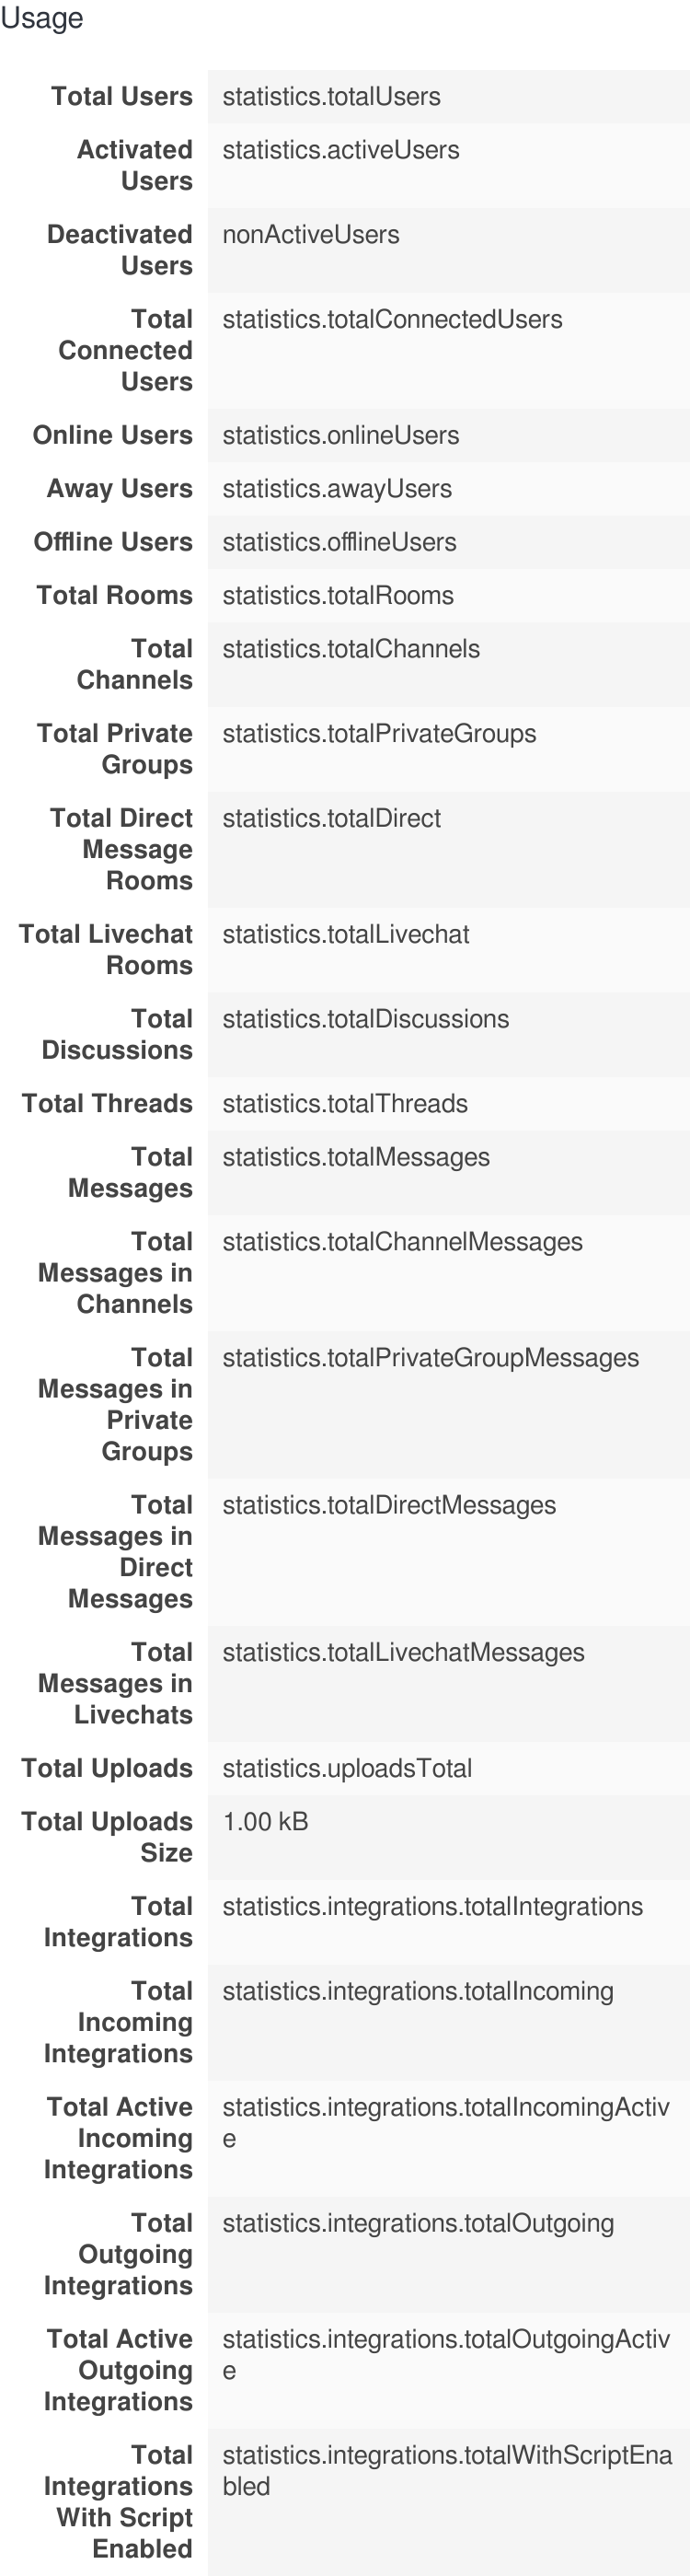 Usage
Total Users statistics.totalUsers
Activated statistics.activeUsers
Users
Deactivated nonActiveUsers
Users
Total statistics.totalConnectedUsers
Connected
Users
Online Users statistics.onlineUsers
Away Users statistics.awayUsers
Offline Users statistics.offlineUsers
Total Rooms statistics.totalRooms
Total statistics.totalChannels
Channels
Total Private statistics.totalPrivateGroups
Groups
Total Direct statistics.totalDirect
Message
Rooms
Total Livechat statistics.totalLivechat
Rooms
Total statistics.totalDiscussions
Discussions
Total Threads statistics.totalThreads
Total statistics.totalMessages
Messages
Total statistics.totalChannelMessages
Messages in
Channels
Total statistics.totalPrivateGroupMessages
Messages in
Private
Groups
Total statistics.totalDirectMessages
Messages in
Direct
Messages
Total statistics.totalLivechatMessages
Messages in
Livechats
Total Uploads statistics.uploadsTotal
Total Uploads 1.00 kB
Size
Total statistics.integrations.totalIntegrations
Integrations
Total statistics.integrations.totalIncoming
Incoming
Integrations
Total Active statistics.integrations.totalIncomingActiv
Incoming e
Integrations
Total statistics.integrations.totalOutgoing
Outgoing
Integrations
Total Active statistics.integrations.totalOutgoingActiv
Outgoing e
Integrations
Total statistics.integrations.totalWithScriptEna
Integrations bled
With Script
Enabled